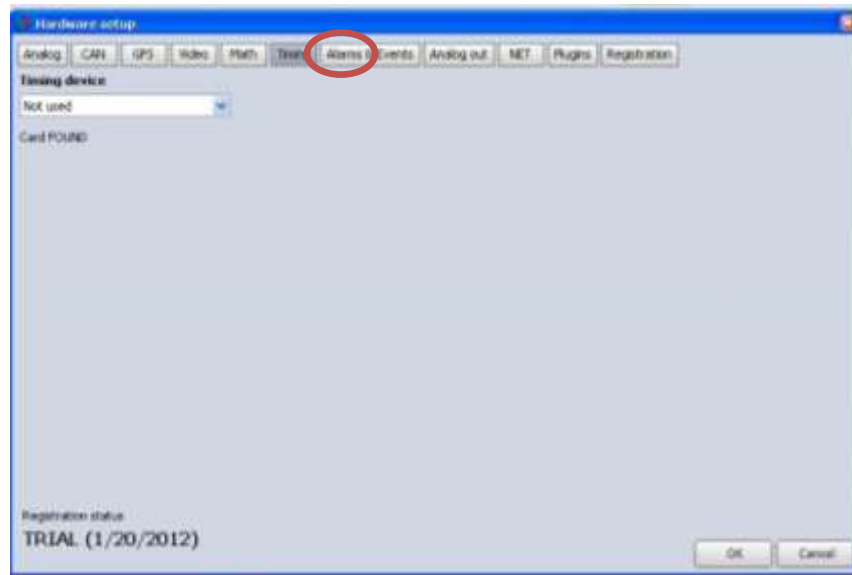 Hardware setup
Analog CAN GPS Video Math Timing Alarms & Events Analog out NET Plugins Registration
Timing device
Not used
Card FOUND
Registration status
TRIAL (1/20/2012)
OK Cancel